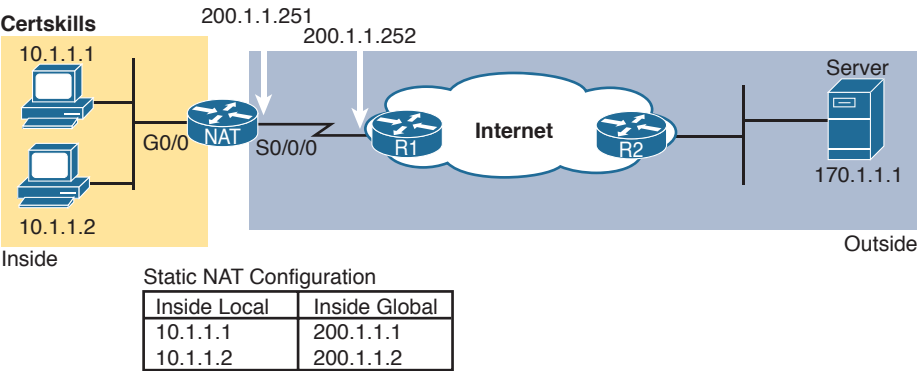 200.1.1.251
Certskills
200.1.1.252
10.1.1.1
Server
G0/0
NAT
S0/0/0
R1
Internet
R2
170.1.1.1
10.1.1.2
Outside
Inside
Static NAT Configuration
Inside Local Inside Global
10.1.1.1 200.1.1.1
10.1.1.2 200.1.1.2